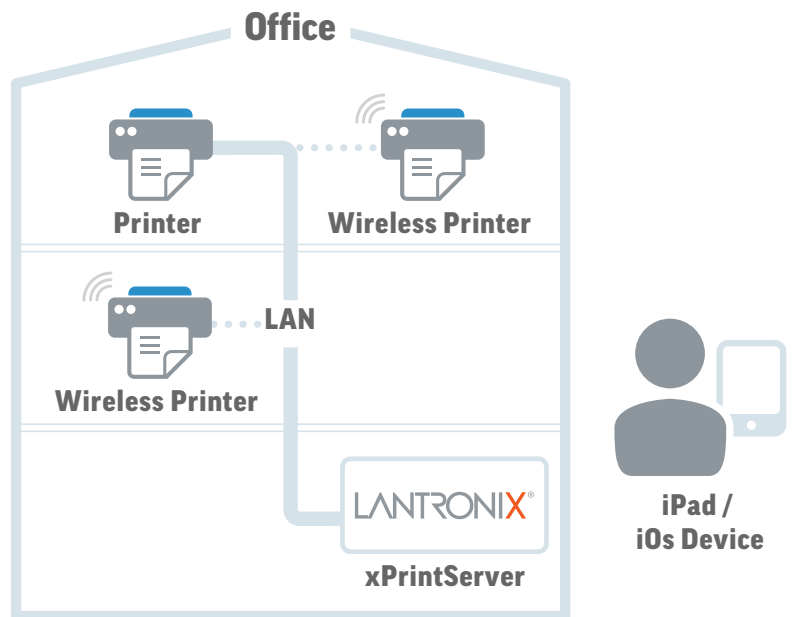 Office
Printer
Wireless Printer
LAN
Wireless Printer
LANTRONIX®
xPrintServer
iPad /
iOs Device